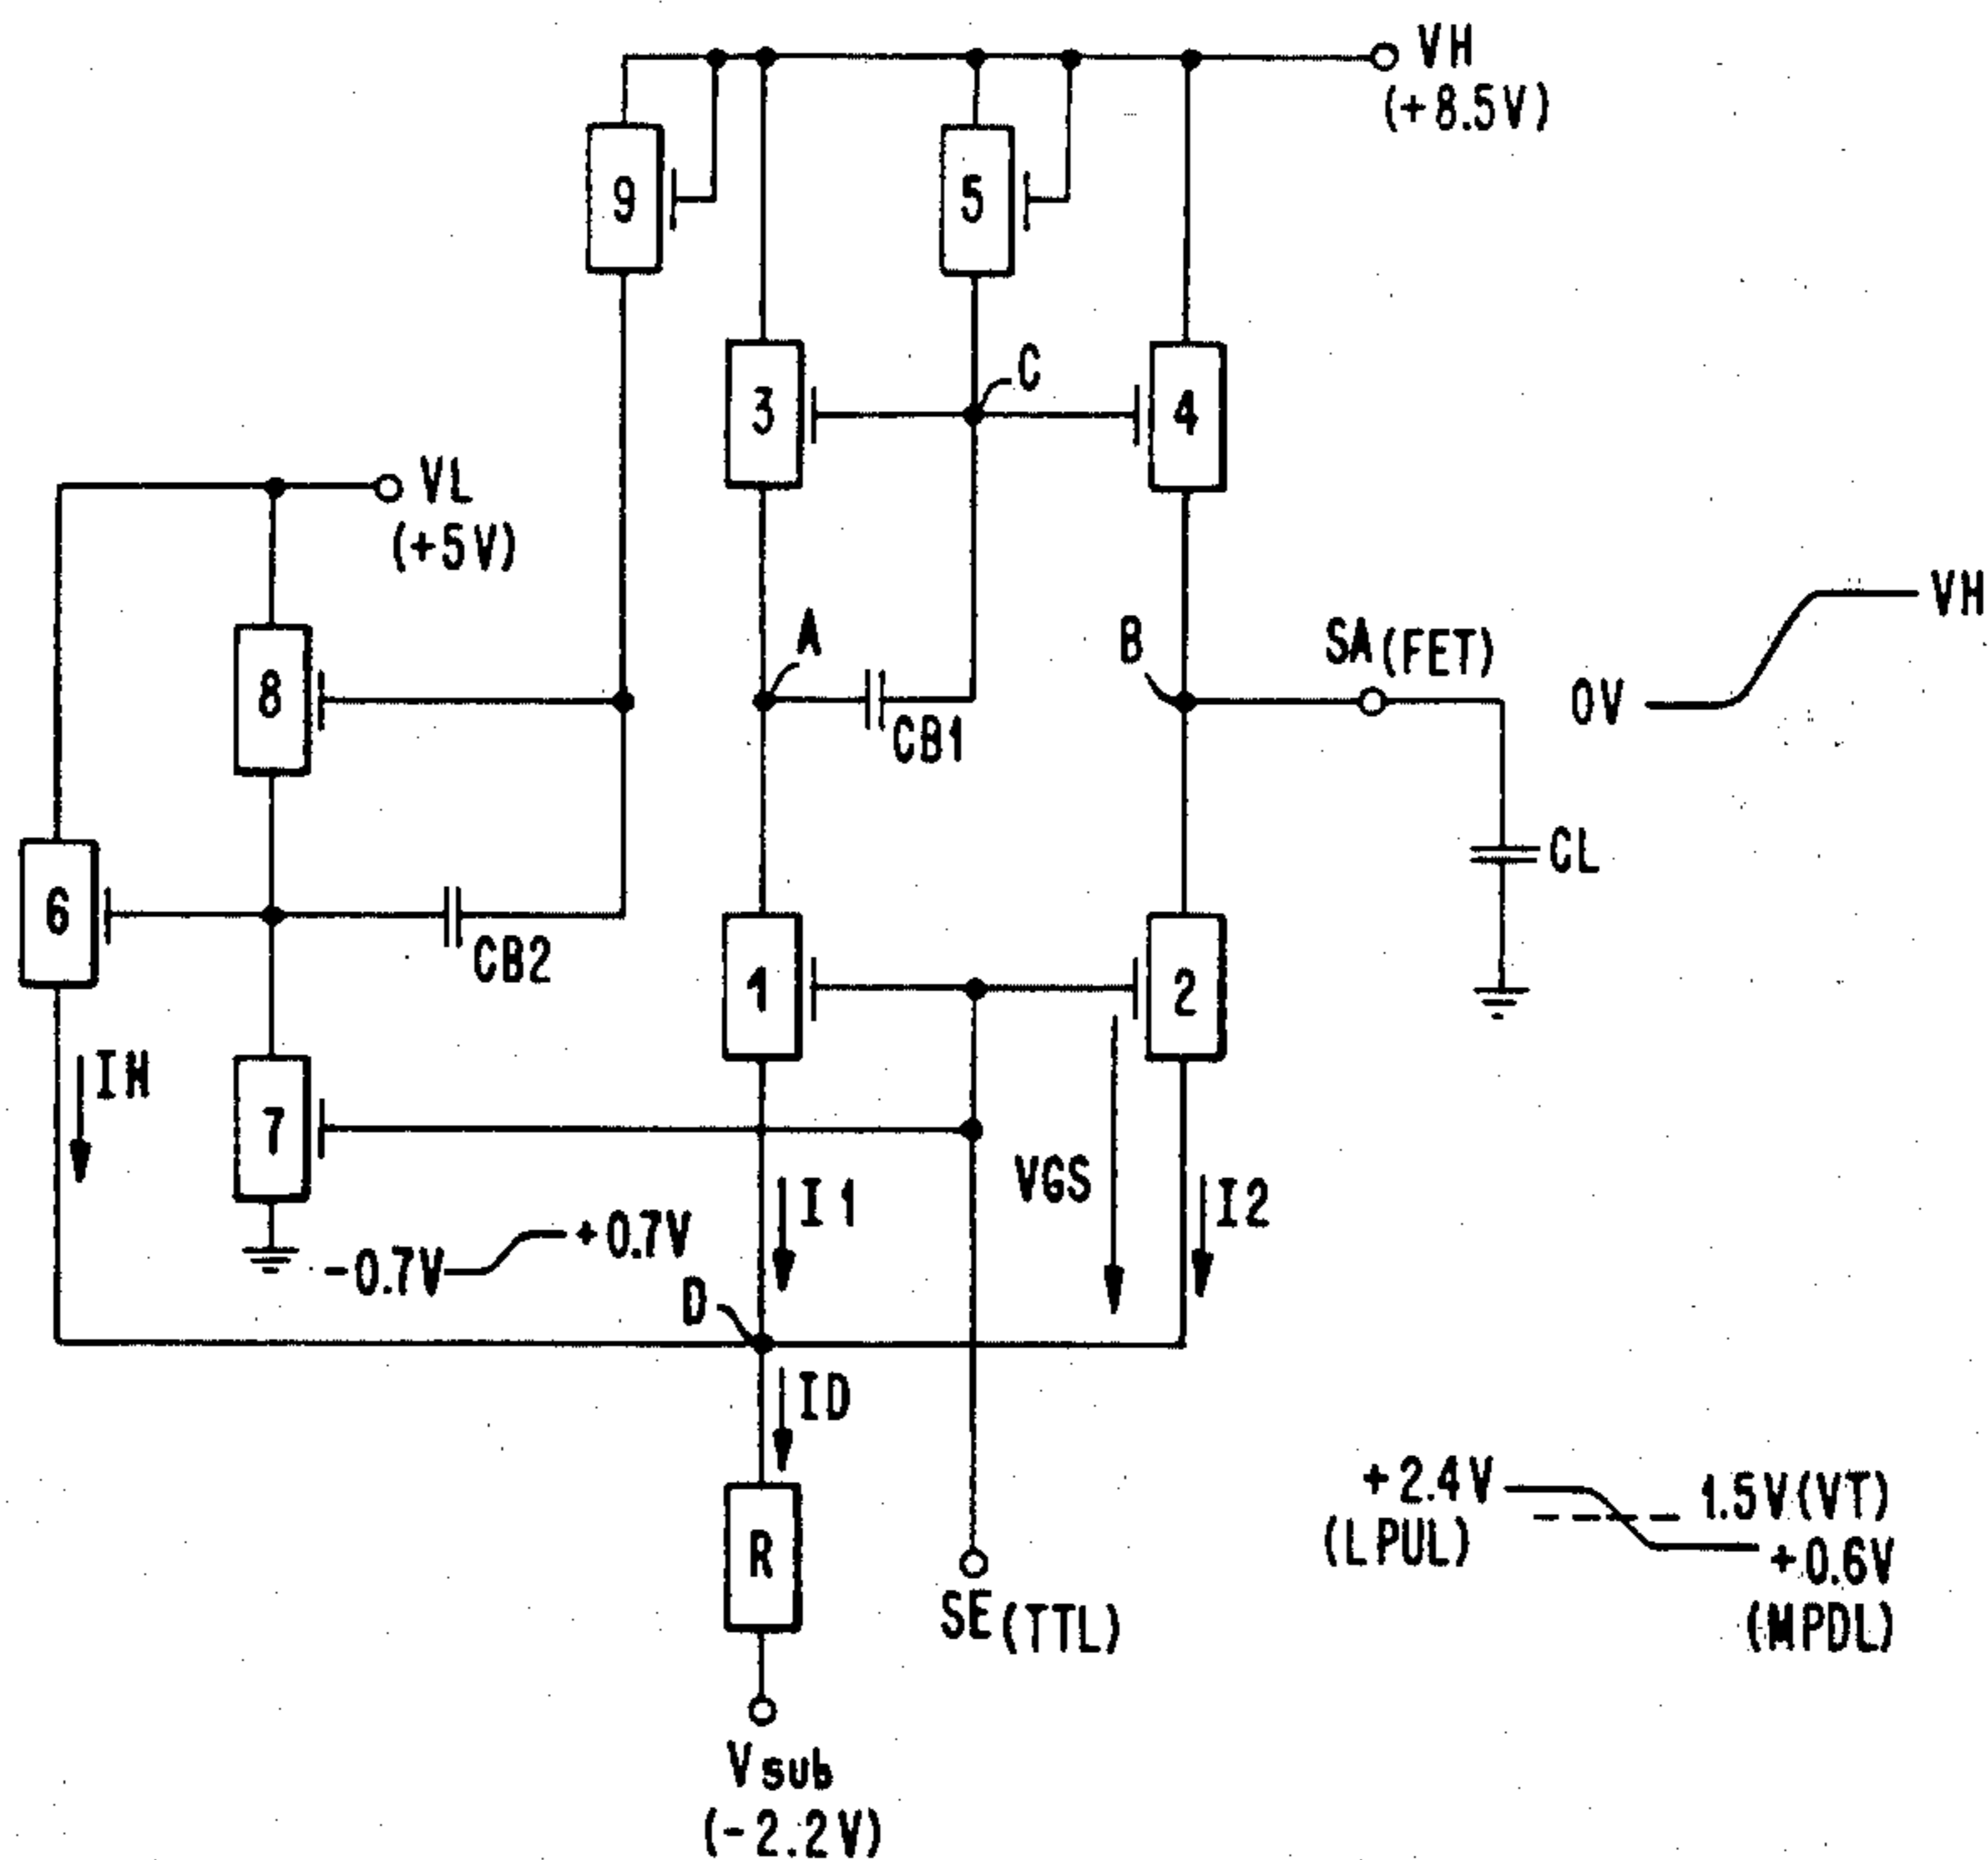 VH
(+8.5V)
9
5
3
C
4
VL
(+5V)
8
A
B
SA(FET)
0V
VH
CB1
6
CB2
CL
1
2
IH
7
VGS
I1
I2
-0.7V
+0.7V
D
ID
R
+2.4V
(LPUL)
1.5V(VT)
+0.6V
(MPDL)
SE(TTL)
Vsub
(-2.2V)